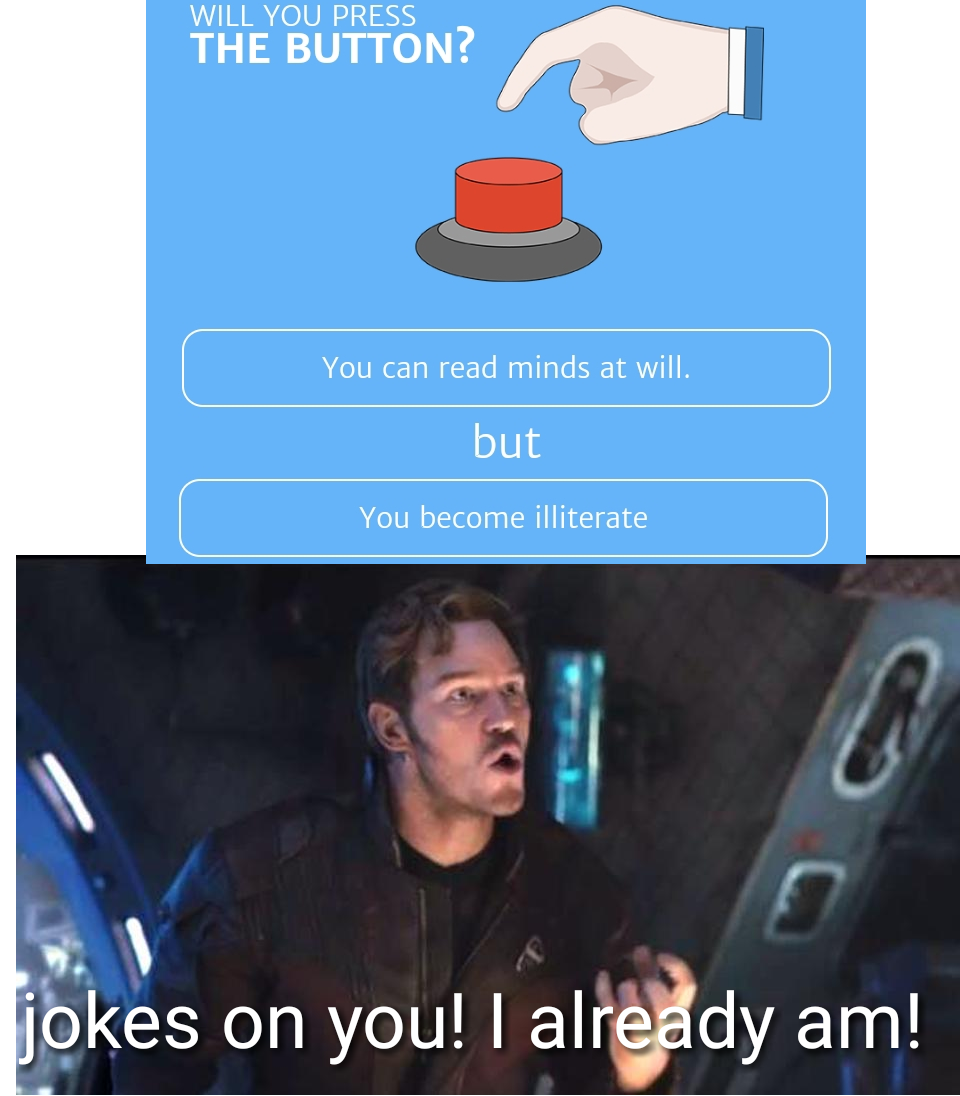 WILL YOU PRESS
THE BUTTON?
You can read minds at will.
but
You become illiterate
jokes on you! I already am!